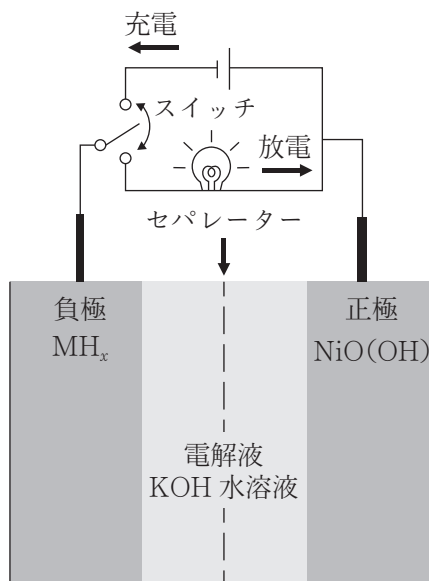 充電
スイッチ
放電
セパレーター
負極
MHx
正極
NiO(OH)
電解液
KOH 水溶液